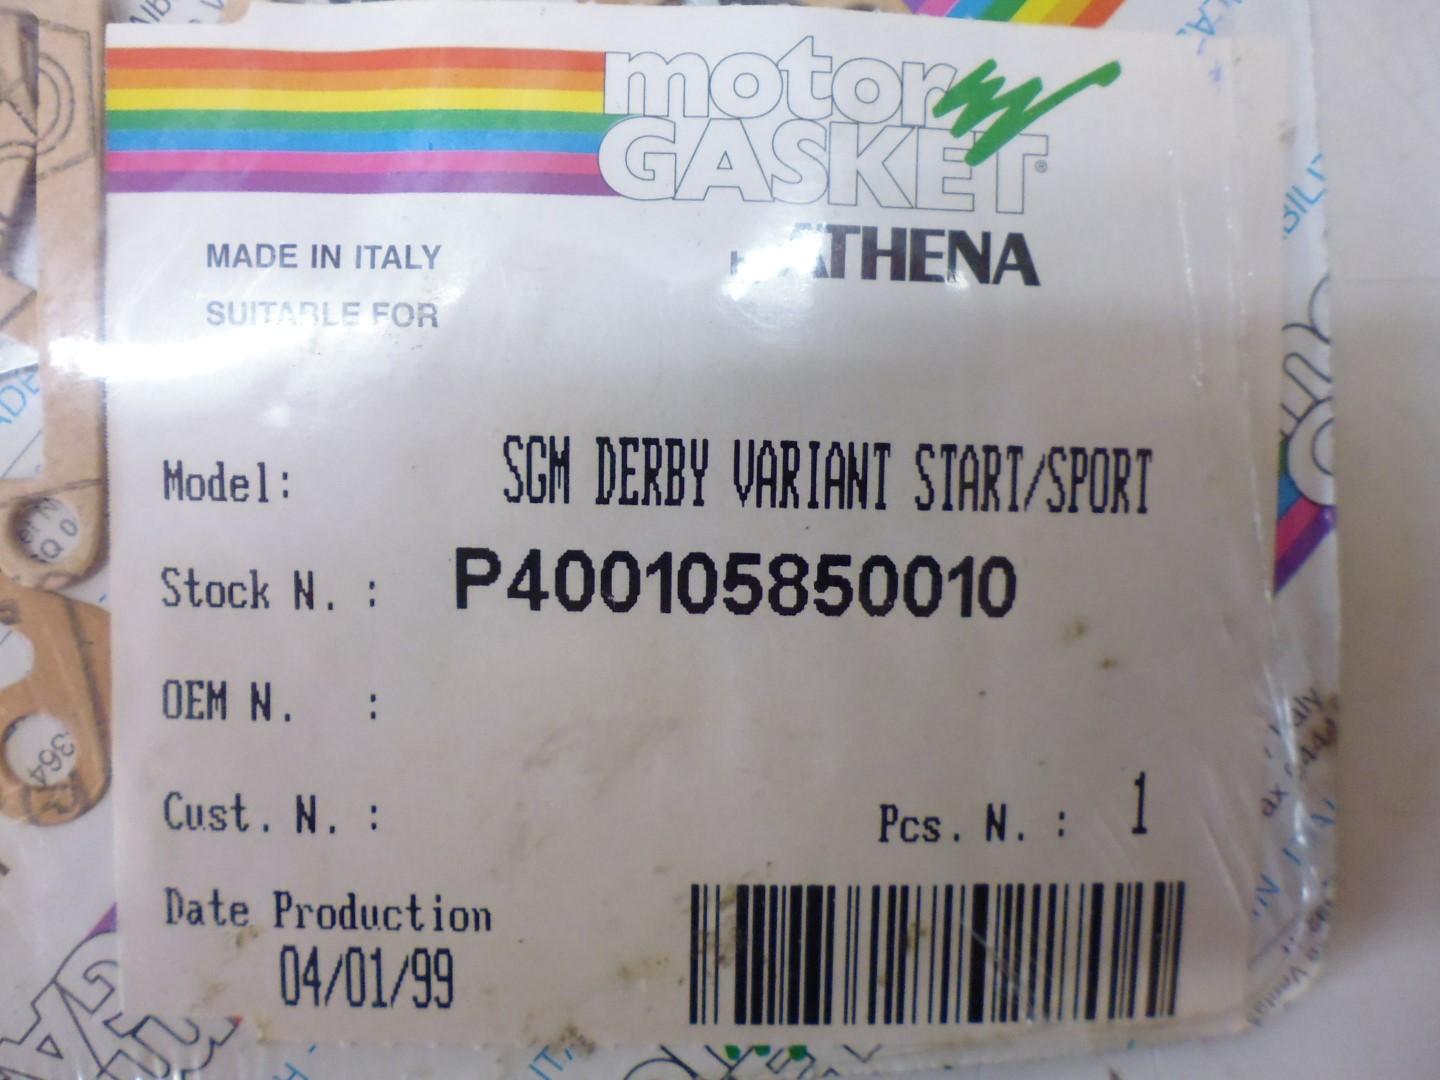 motor
GASKET®
ATHENA
MADE IN ITALY
SUITABLE FOR
Model: SGM DERBY VARIANT START/SPORT
Stock N. : P400105850010
OEM N. :
Cust. N. :
Pcs. N. : 1
Date Production
04/01/99
364